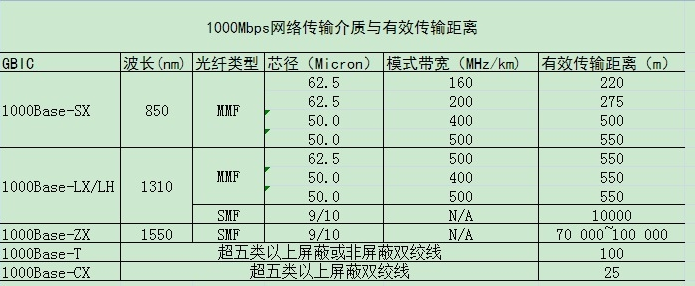 1000Mbps网络传输介质与有效传输距离
GBIC 波长(nm) 光纤类型 芯径（Micron） 模式带宽（MHz/km） 有效传输距离（m）
1000Base-SX 850 MMF 62.5 160 220
62.5 200 275
50.0 400 500
50.0 500 550
1000Base-LX/LH 1310 MMF 62.5 500 550
50.0 400 550
50.0 500 550
SMF 9/10 N/A 10000
1000Base-ZX 1550 SMF 9/10 N/A 70 000~100 000
1000Base-T 超五类以上屏蔽或非屏蔽双绞线 100
1000Base-CX 超五类以上屏蔽双绞线 25